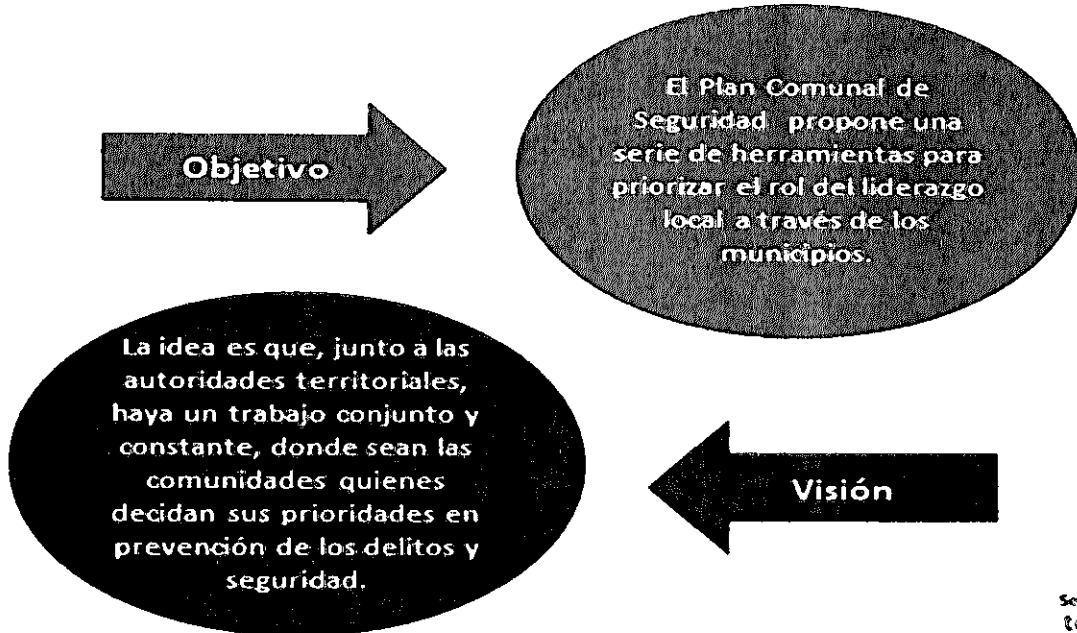 Objetivo
El Plan Comunal de
Seguridad propone una
serie de herramientas para
priorizar el rol del liderazgo
local a través de los
municipios.
La idea es que, junto a las
autoridades territoriales,
haya un trabajo conjunto y
constante, donde sean las
comunidades quienes
decidan sus prioridades en
prevención de los delitos y
seguridad.
Visión